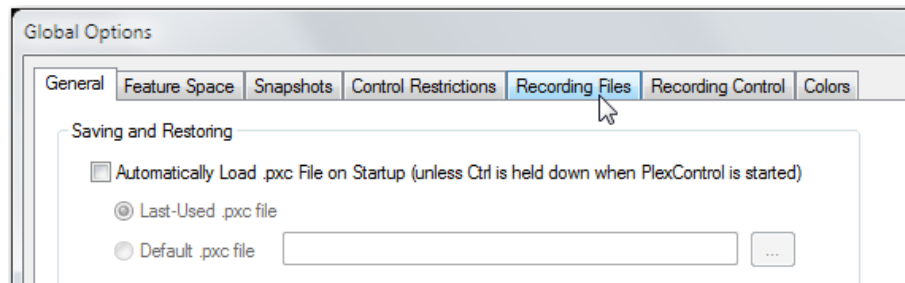 Global Options
General Feature Space Snapshots Control Restrictions Recording Files Recording Control Colors
Saving and Restoring
Automatically Load .pxc File on Startup (unless Ctrl is held down when PlexControl is started)
Last-Used .pxc file
Default .pxc file ...